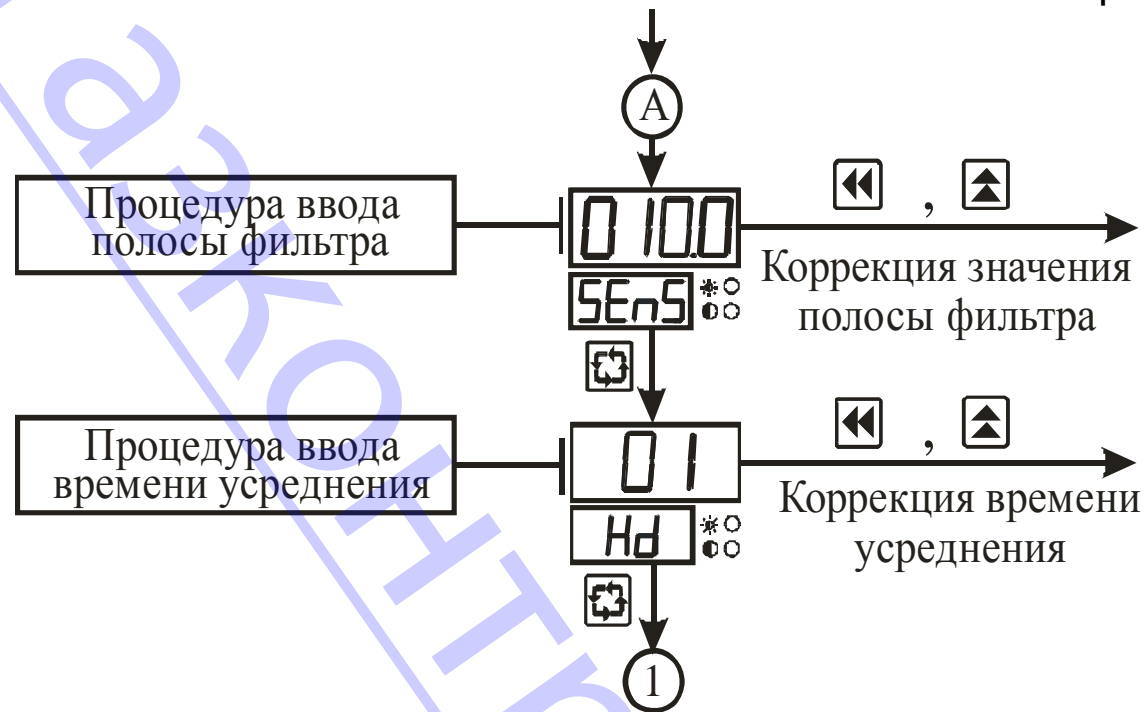 А
Процедура ввода
полосы фильтра
010.0
,
Коррекция значения
полосы фильтра
SEnS
Процедура ввода
времени усреднения
01
,
Коррекция времени
усреднения
Hd
1
азконтр